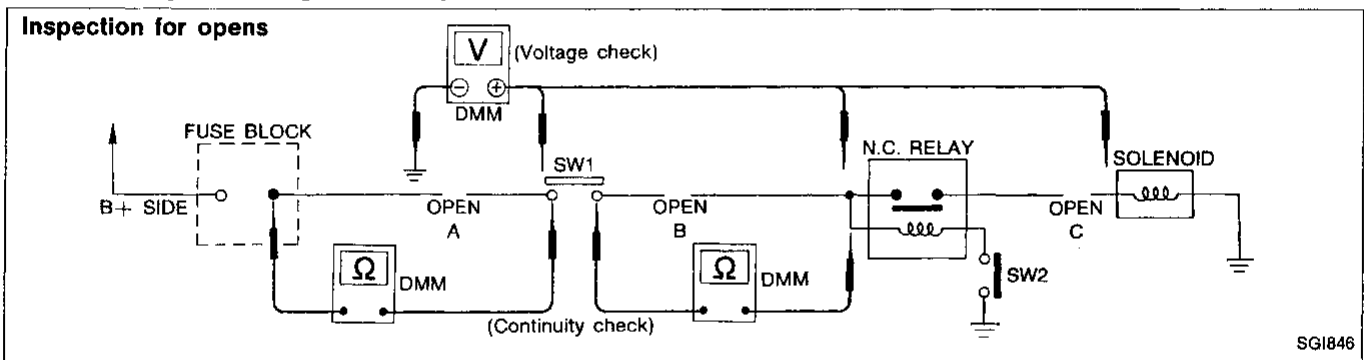 Inspection for opens
V
(Voltage check)
− +
DMM
FUSE BLOCK
SW1
N.C. RELAY
SOLENOID
B+ SIDE
OPEN
A
OPEN
B
OPEN
C
Ω
DMM
Ω
DMM
SW2
(Continuity check)
SGI846